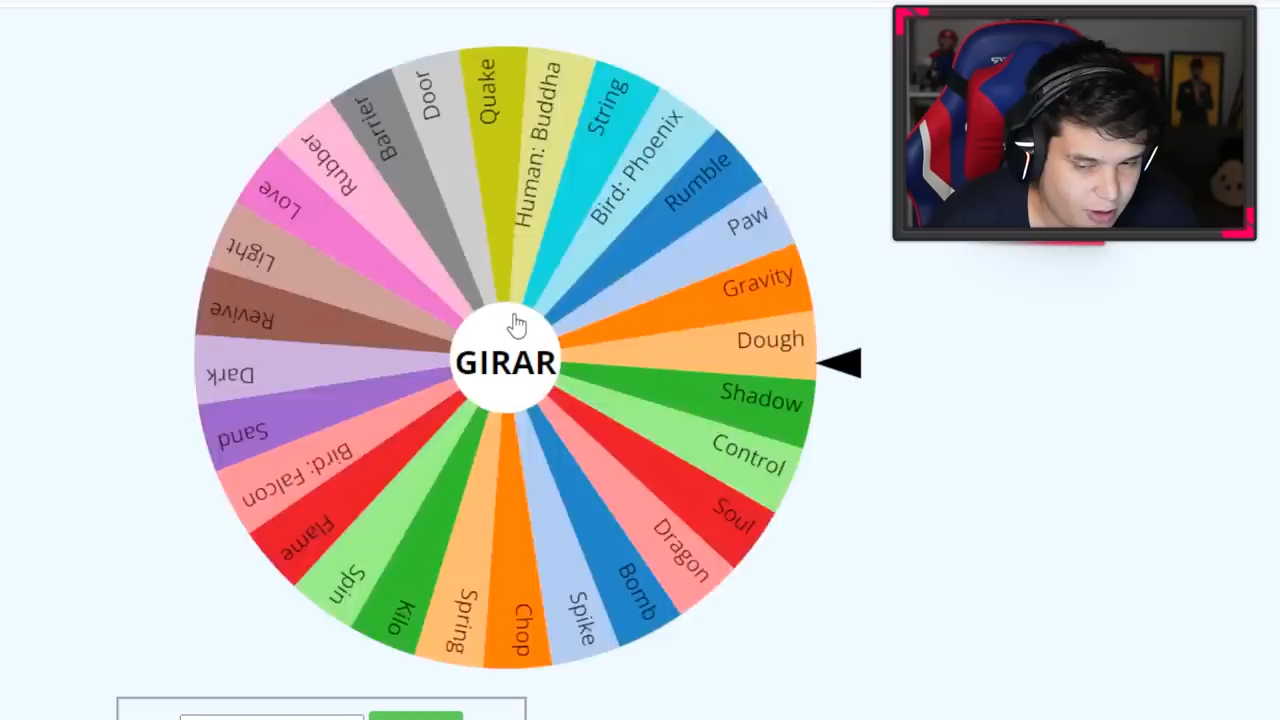 Quake
Human: Buddha
String
Bird: Phoenix
Rumble
Paw
Gravity
Dough
Shadow
Control
Soul
Dragon
Bomb
Spike
Chop
Spring
Kilo
Spin
Flame
Bird: Falcon
Sand
Dark
Revive
Light
Love
Rubber
Barrier
Door
GIRAR